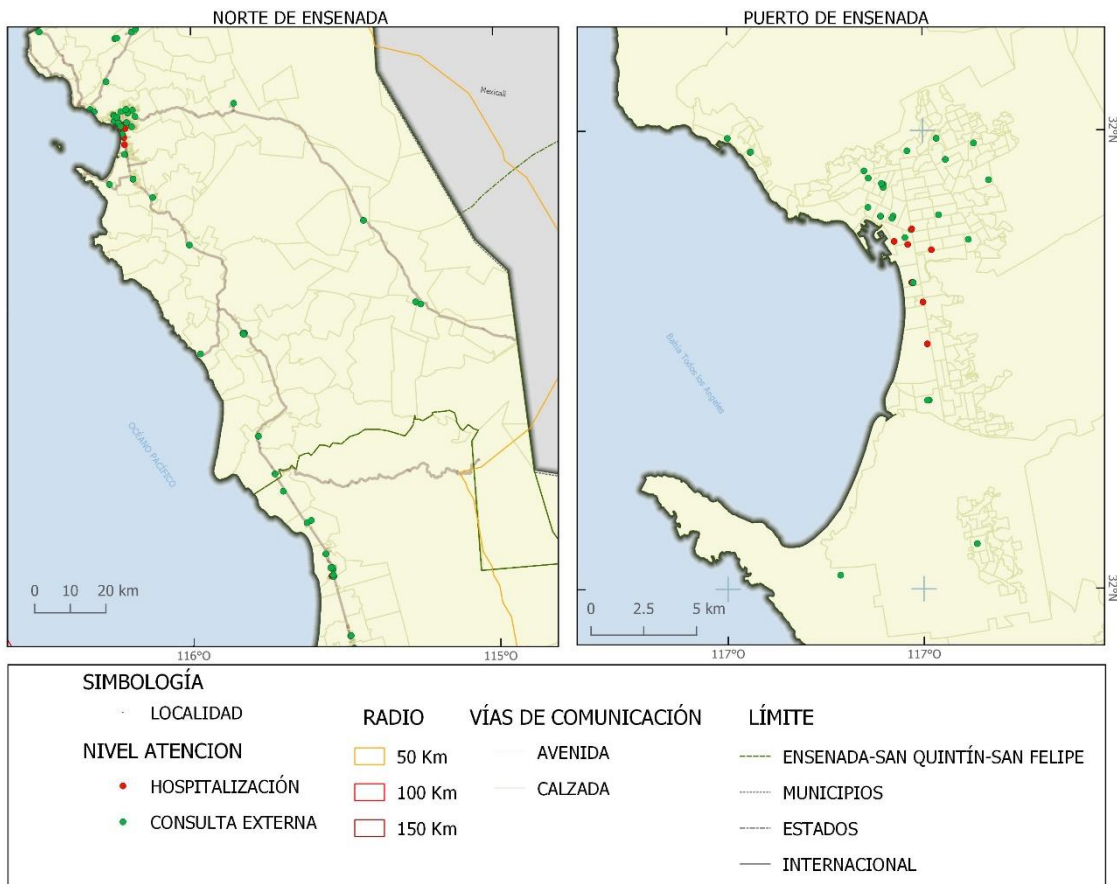 NORTE DE ENSENADA
Mexicali
OCÉANO PACÍFICO
0 10 20 km
116°O 115°O
PUERTO DE ENSENADA
32°N
Bahía Todos los Angeles
32°N
0 2.5 5 km
117°O 117°O
SIMBOLOGÍA
LOCALIDAD
NIVEL ATENCION
HOSPITALIZACIÓN
CONSULTA EXTERNA
RADIO
50 Km
100 Km
150 Km
VÍAS DE COMUNICACIÓN
AVENIDA
CALZADA
LÍMITE
ENSENADA-SAN QUINTÍN-SAN FELIPE
MUNICIPIOS
ESTADOS
INTERNACIONAL